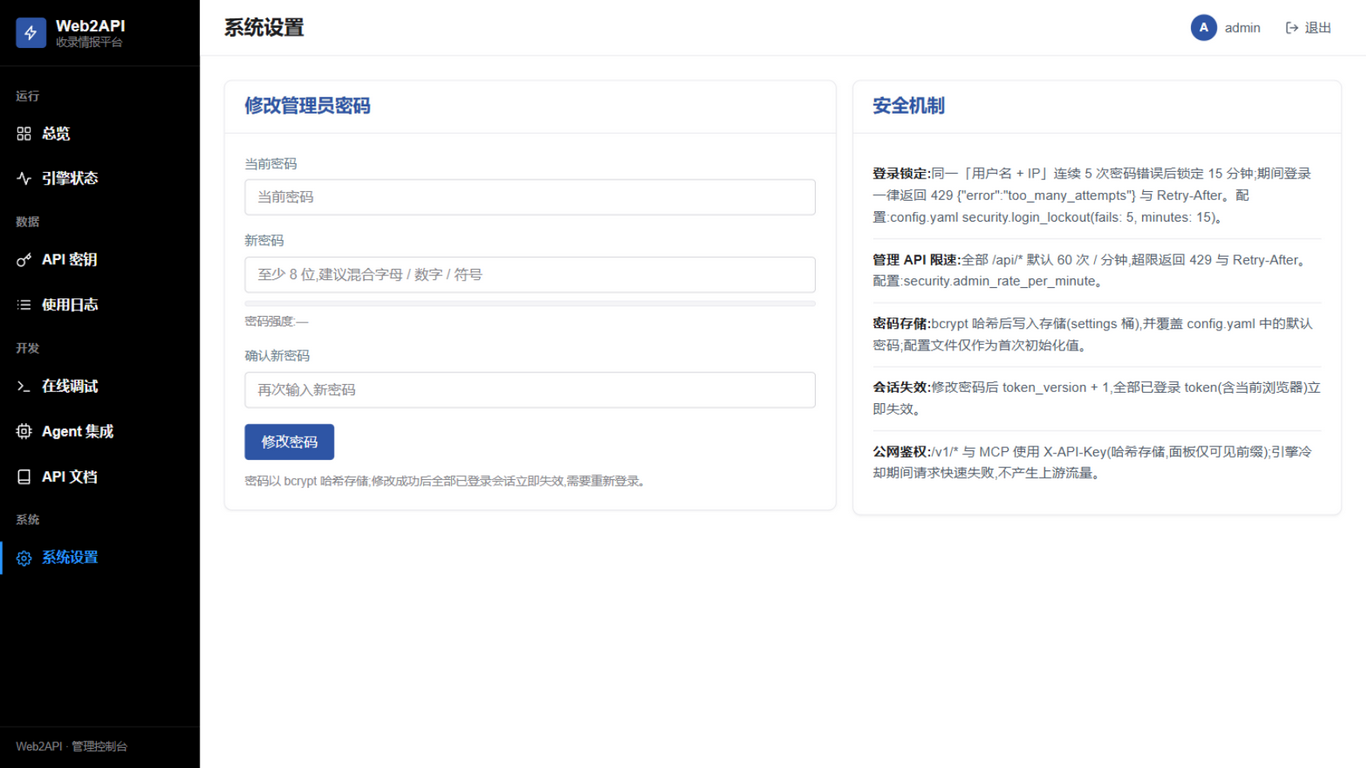 Web2API
收录情报平台
运行
总览
引擎状态
数据
API 密钥
使用日志
开发
在线调试
Agent 集成
API 文档
系统
系统设置
Web2API · 管理控制台
系统设置
A
admin
退出
修改管理员密码
当前密码
当前密码
新密码
至少 8 位,建议混合字母 / 数字 / 符号
密码强度:—
确认新密码
再次输入新密码
修改密码
密码以 bcrypt 哈希存储;修改成功后全部已登录会话立即失效,需要重新登录。
安全机制
登录锁定:同一「用户名 + IP」连续 5 次密码错误后锁定 15 分钟;期间登录
一律返回 429 {"error":"too_many_attempts"} 与 Retry-After。配
置:config.yaml security.login_lockout(fails: 5, minutes: 15)。
管理 API 限速:全部 /api/* 默认 60 次 / 分钟,超限返回 429 与 Retry-After。
配置:security.admin_rate_per_minute。
密码存储:bcrypt 哈希后写入存储(settings 桶),并覆盖 config.yaml 中的默认
密码;配置文件仅作为首次初始化值。
会话失效:修改密码后 token_version + 1,全部已登录 token(含当前浏览器)立
即失效。
公网鉴权:/v1/* 与 MCP 使用 X-API-Key(哈希存储,面板仅可见前缀);引擎冷
却期间请求快速失败,不产生上游流量。